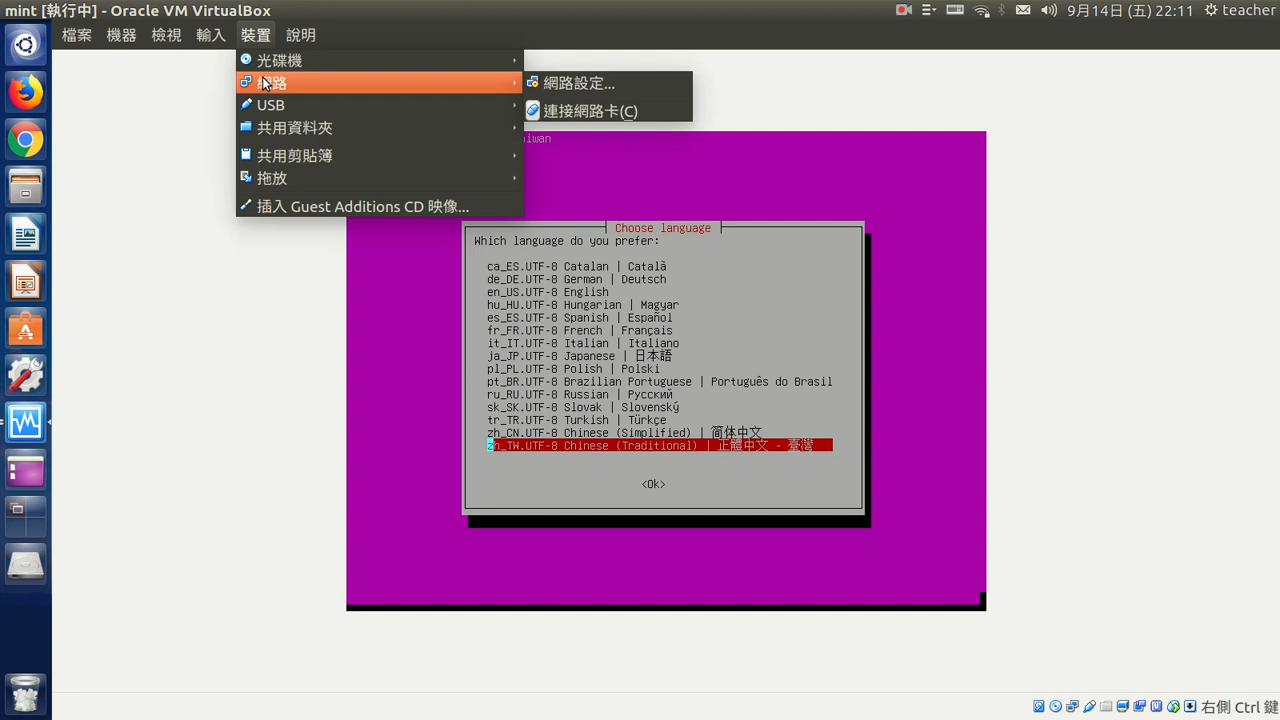 mint [執行中] - Oracle VM VirtualBox
9月14日 (五) 22:11 teacher
檔案 機器 檢視 輸入 裝置 說明
光碟機
網路
USB
共用資料夾
共用剪貼簿
拖放
插入 Guest Additions CD 映像...
網路設定...
連接網路卡(C)
iwan
Choose language
Which language do you prefer:
ca_ES.UTF-8 Catalan | Català
de_DE.UTF-8 German | Deutsch
en_US.UTF-8 English
hu_HU.UTF-8 Hungarian | Magyar
es_ES.UTF-8 Spanish | Español
fr_FR.UTF-8 French | Français
it_IT.UTF-8 Italian | Italiano
ja_JP.UTF-8 Japanese | 日本語
pl_PL.UTF-8 Polish | Polski
pt_BR.UTF-8 Brazilian Portuguese | Português do Brasil
ru_RU.UTF-8 Russian | Русский
sk_SK.UTF-8 Slovak | Slovenský
tr_TR.UTF-8 Turkish | Türkçe
zh_CN.UTF-8 Chinese (Simplified) | 简体中文
zh_TW.UTF-8 Chinese (Traditional) | 正體中文 - 臺灣
<Ok>
右側 Ctrl 鍵